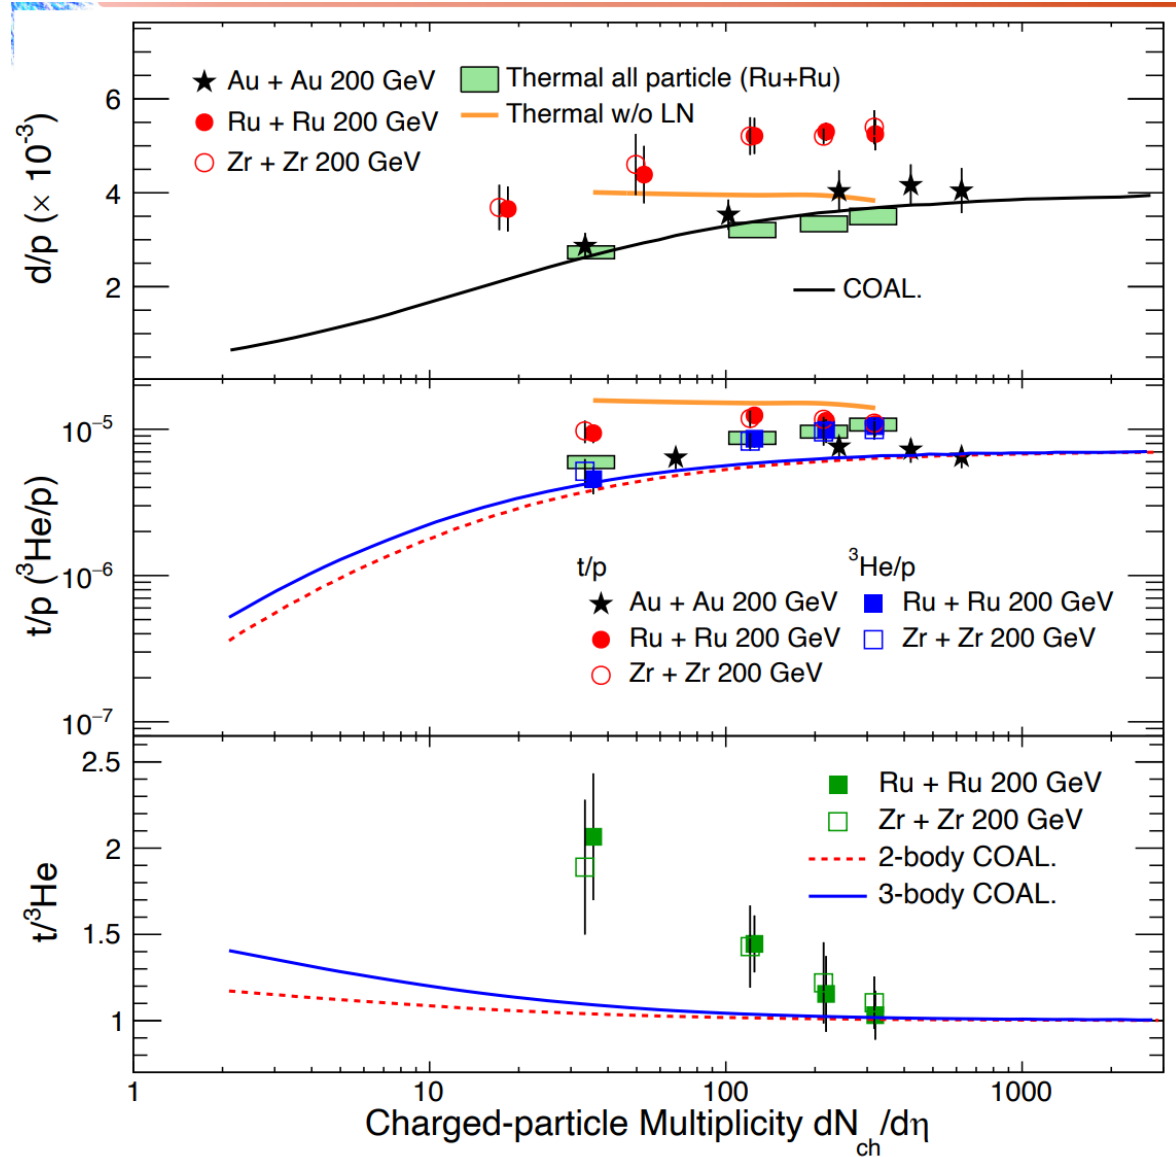 Au + Au 200 GeV
Ru + Ru 200 GeV
Zr + Zr 200 GeV
Thermal all particle (Ru+Ru)
Thermal w/o LN
COAL.
d/p (× 10⁻³)
6
4
2
t/p (³He/p)
10⁻⁵
10⁻⁶
10⁻⁷
t/p
Au + Au 200 GeV
Ru + Ru 200 GeV
Zr + Zr 200 GeV
³He/p
Ru + Ru 200 GeV
Zr + Zr 200 GeV
t/³He
2.5
2
1.5
1
Ru + Ru 200 GeV
Zr + Zr 200 GeV
2-body COAL.
3-body COAL.
1 10 100 1000
Charged-particle Multiplicity dN_ch/dη